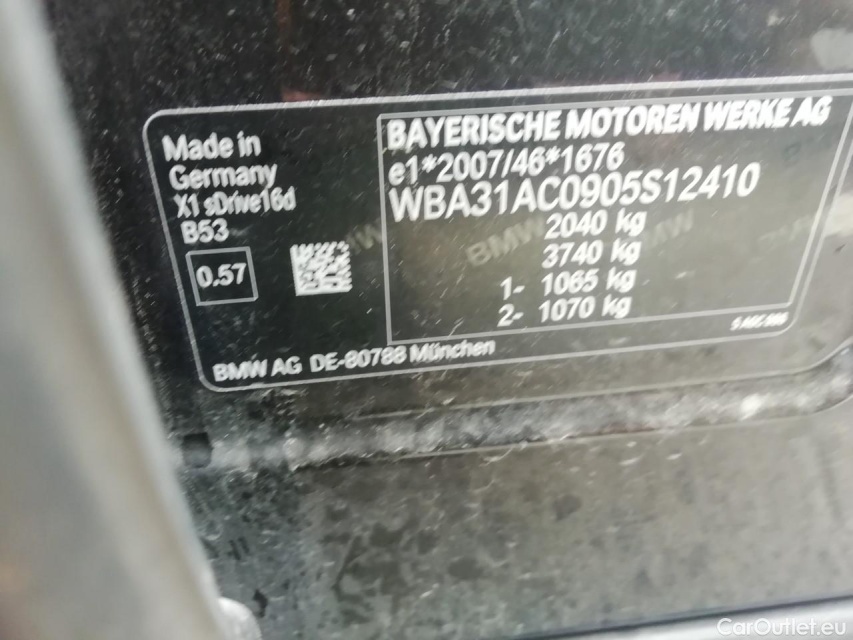 Made in
Germany
X1 sDrive16d
B53
0.57
BAYERISCHE MOTOREN WERKE AG
e1*2007/46*1676
WBA31AC0905S12410
2040 kg
3740 kg
1- 1065 kg
2- 1070 kg
BMW AG DE-80788 München
CarOutlet.eu